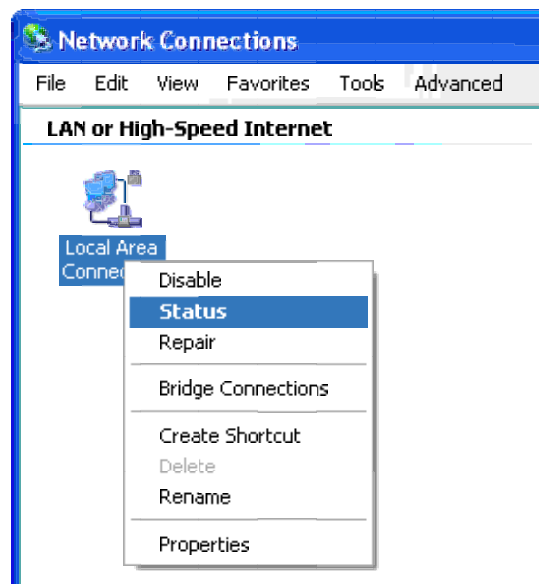 Network Connections
File Edit View Favorites Tools Advanced
LAN or High-Speed Internet
Local Area
Disable
Status
Repair
Bridge Connections
Create Shortcut
Delete
Rename
Properties